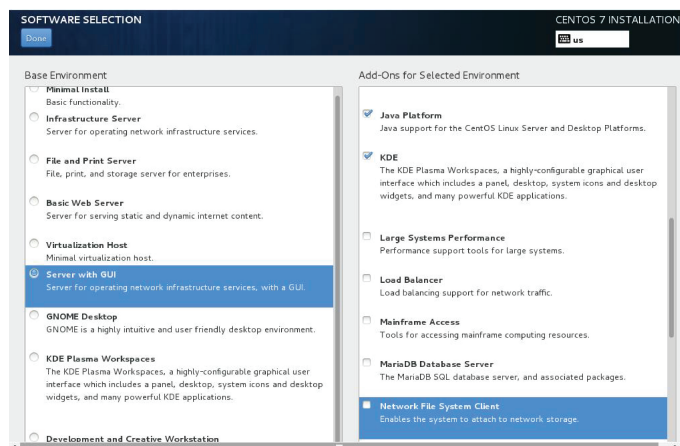 SOFTWARE SELECTION
CENTOS 7 INSTALLATION
Done
us
Base Environment
Minimal Install
Basic functionality.
Infrastructure Server
Server for operating network infrastructure services.
File and Print Server
File, print, and storage server for enterprises.
Basic Web Server
Server for serving static and dynamic internet content.
Virtualization Host
Minimal virtualization host.
Server with GUI
Server for operating network infrastructure services, with a GUI.
GNOME Desktop
GNOME is a highly intuitive and user friendly desktop environment.
KDE Plasma Workspaces
The KDE Plasma Workspaces, a highly-configurable graphical user
interface which includes a panel, desktop, system icons and desktop
widgets, and many powerful KDE applications.
Development and Creative Workstation
Add-Ons for Selected Environment
Java Platform
Java support for the CentOS Linux Server and Desktop Platforms.
KDE
The KDE Plasma Workspaces, a highly-configurable graphical user
interface which includes a panel, desktop, system icons and desktop
widgets, and many powerful KDE applications.
Large Systems Performance
Performance support tools for large systems.
Load Balancer
Load balancing support for network traffic.
Mainframe Access
Tools for accessing mainframe computing resources.
MariaDB Database Server
The MariaDB SQL database server, and associated packages.
Network File System Client
Enables the system to attach to network storage.